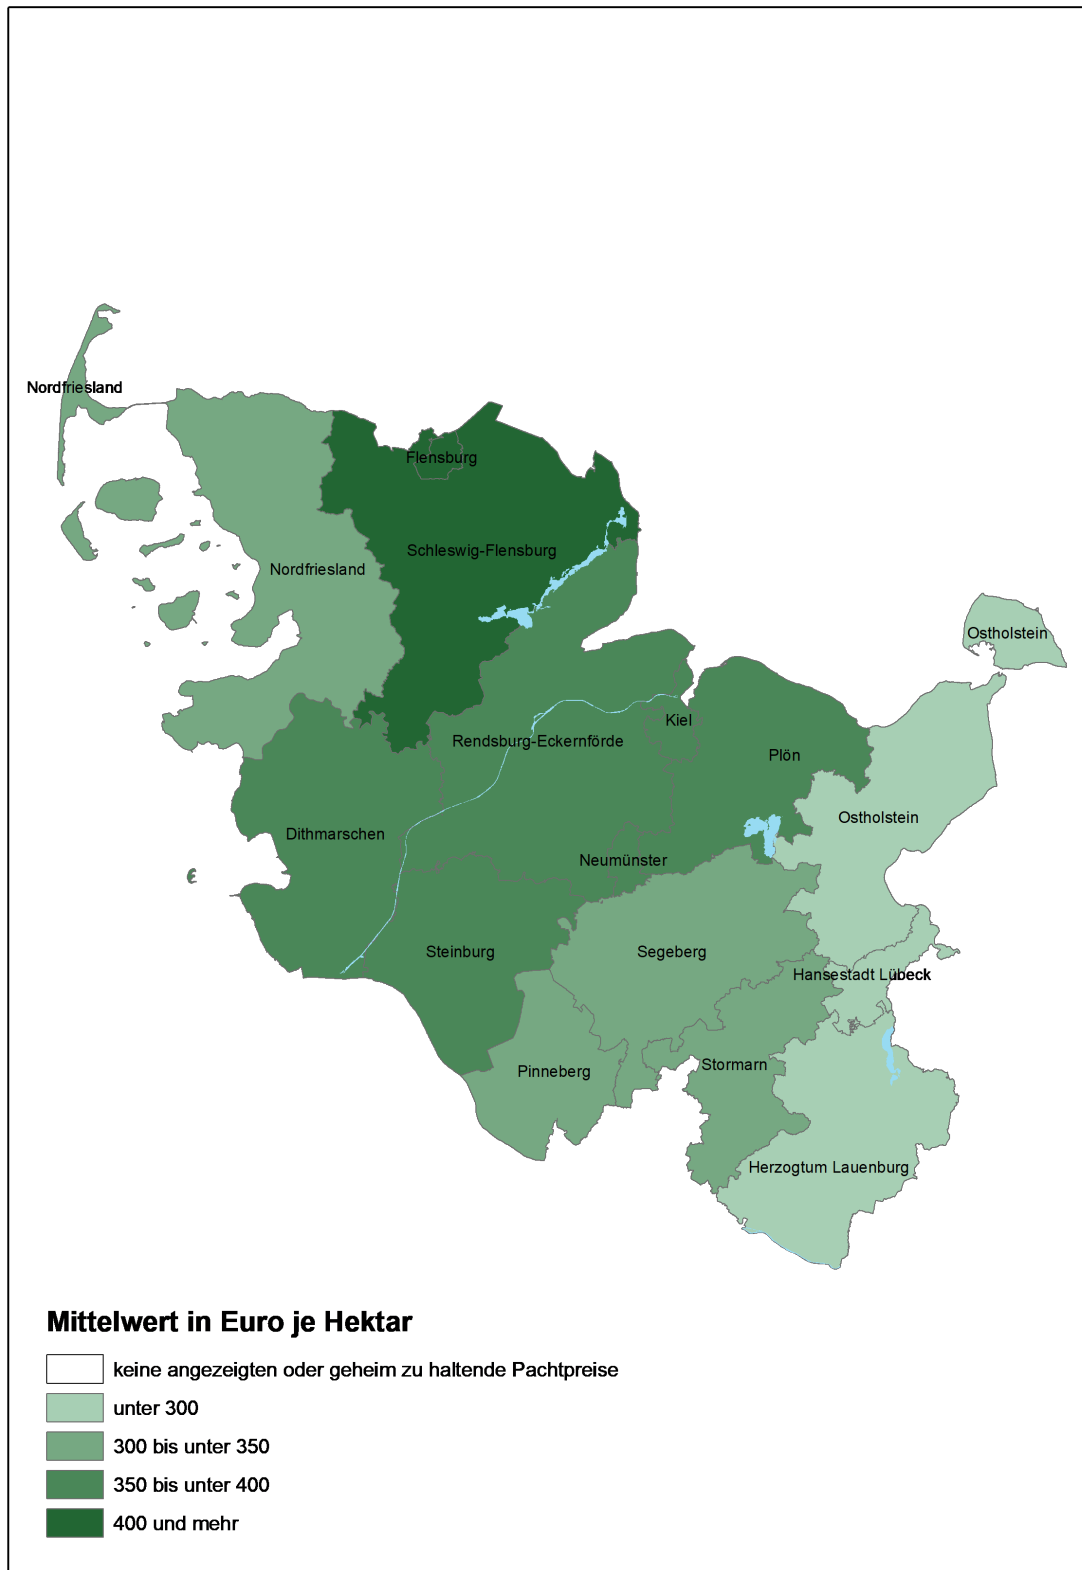 Nordfriesland
Flensburg
Schleswig-Flensburg
Nordfriesland
Ostholstein
Kiel
Rendsburg-Eckernförde
Plön
Ostholstein
Dithmarschen
Neumünster
Steinburg
Segeberg
Hansestadt Lübeck
Stormarn
Pinneberg
Herzogtum Lauenburg
Mittelwert in Euro je Hektar
keine angezeigten oder geheim zu haltende Pachtpreise
unter 300
300 bis unter 350
350 bis unter 400
400 und mehr